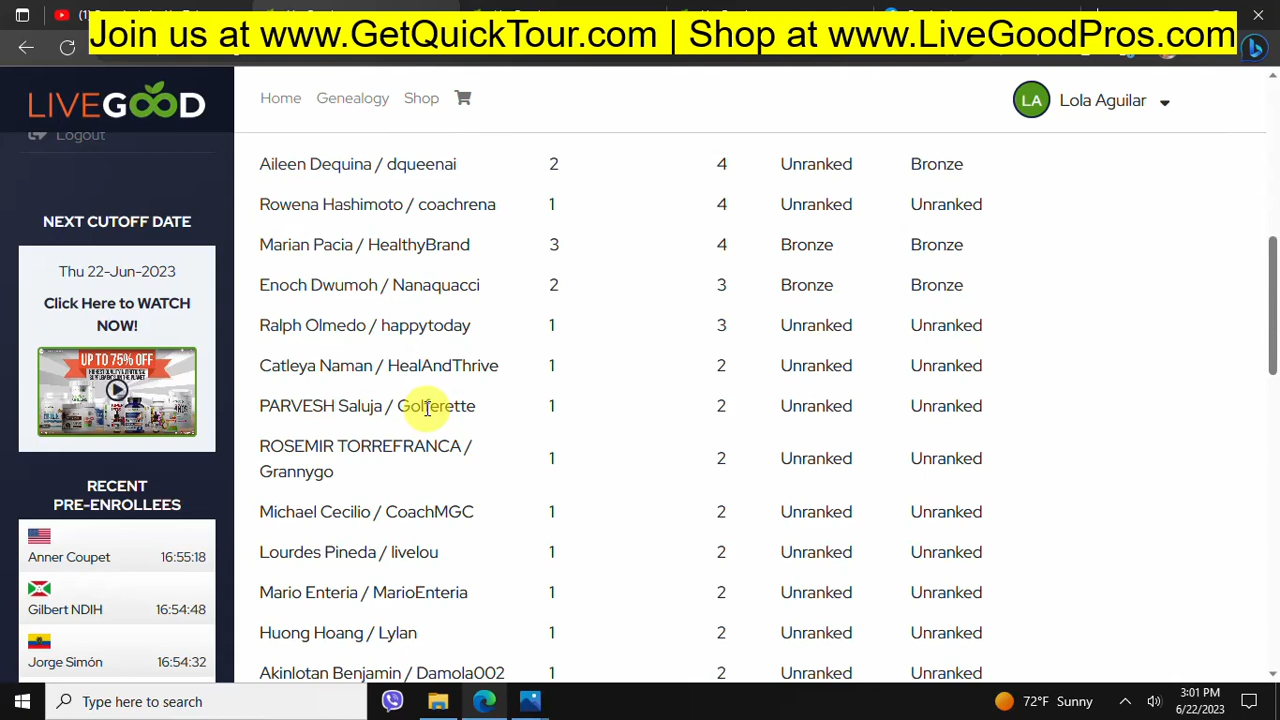 Join us at www.GetQuickTour.com | Shop at www.LiveGoodPros.com
LIVEGOOD
Home Genealogy Shop
LA Lola Aguilar
Logout
NEXT CUTOFF DATE
Thu 22-Jun-2023
Click Here to WATCH
NOW!
UP TO 75% OFF
RECENT
PRE-ENROLLEES
Anner Coupet 16:55:18
Gilbert NDIH 16:54:48
Jorge Simón 16:54:32
Aileen Dequina / dqueenai 2 4 Unranked Bronze
Rowena Hashimoto / coachrena 1 4 Unranked Unranked
Marian Pacia / HealthyBrand 3 4 Bronze Bronze
Enoch Dwumoh / Nanaquacci 2 3 Bronze Bronze
Ralph Olmedo / happytoday 1 3 Unranked Unranked
Catleya Naman / HealAndThrive 1 2 Unranked Unranked
PARVESH Saluja / Golferette 1 2 Unranked Unranked
ROSEMIR TORREFRANCA /
Grannygo 1 2 Unranked Unranked
Michael Cecilio / CoachMGC 1 2 Unranked Unranked
Lourdes Pineda / livelou 1 2 Unranked Unranked
Mario Enteria / MarioEnteria 1 2 Unranked Unranked
Huong Hoang / Lylan 1 2 Unranked Unranked
Akinlotan Benjamin / Damola002 1 2 Unranked Unranked
Type here to search
72°F Sunny
3:01 PM
6/22/2023